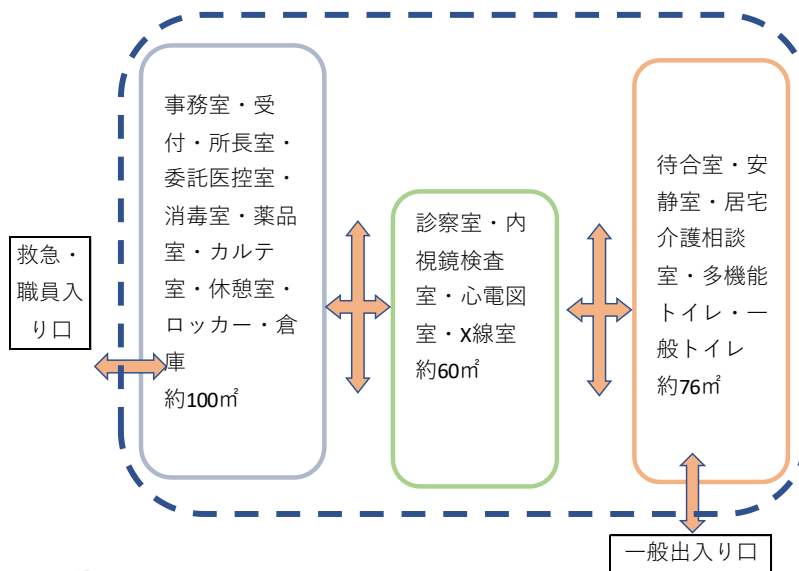 救急・
職員入
り口
事務室・受
付・所長室・
委託医控室・
消毒室・薬品
室・カルテ
室・休憩室・
ロッカー・倉
庫
約100㎡
診察室・内
視鏡検査
室・心電図
室・X線室
約60㎡
待合室・安
静室・居宅
介護相談
室・多機能
トイレ・一
般トイレ
約76㎡
一般出入り口